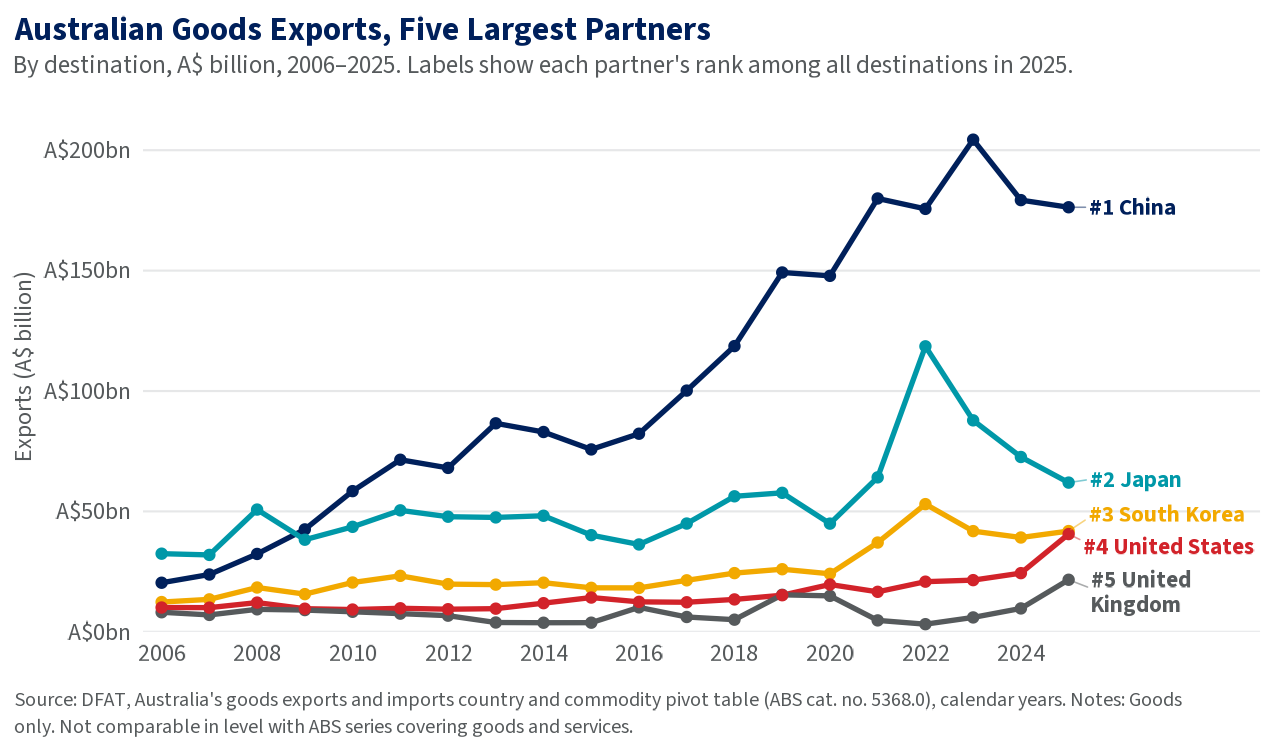 Australian Goods Exports, Five Largest Partners
By destination, A$ billion, 2006–2025. Labels show each partner's rank among all destinations in 2025.
Exports (A$ billion)
A$200bn
A$150bn
A$100bn
A$50bn
A$0bn
#1 China
#2 Japan
#3 South Korea
#4 United States
#5 United
Kingdom
2006 2008 2010 2012 2014 2016 2018 2020 2022 2024
Source: DFAT, Australia's goods exports and imports country and commodity pivot table (ABS cat. no. 5368.0), calendar years. Notes: Goods
only. Not comparable in level with ABS series covering goods and services.